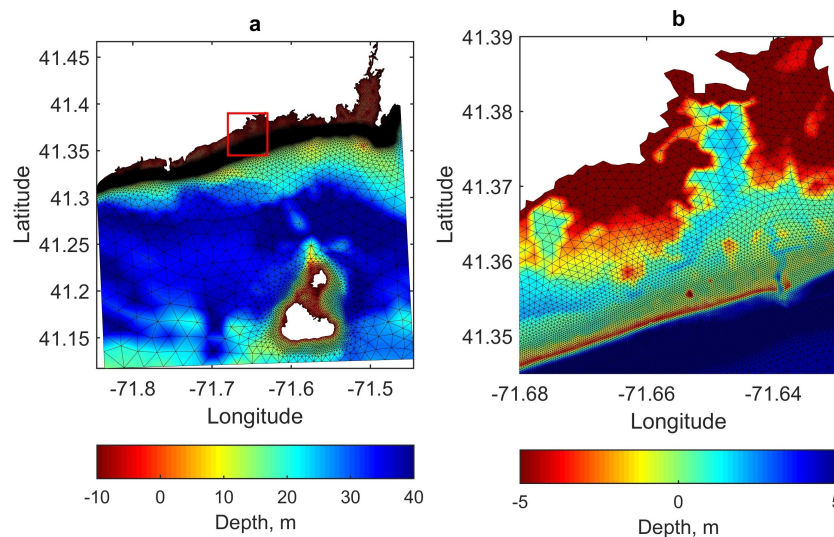 a
41.45
41.4
41.35
41.3
41.25
41.2
41.15
Latitude
-71.8 -71.7 -71.6 -71.5
Longitude
-10 0 10 20 30 40
Depth, m
b
41.39
41.38
41.37
41.36
41.35
Latitude
-71.68 -71.66 -71.64
Longitude
-5 0 5
Depth, m